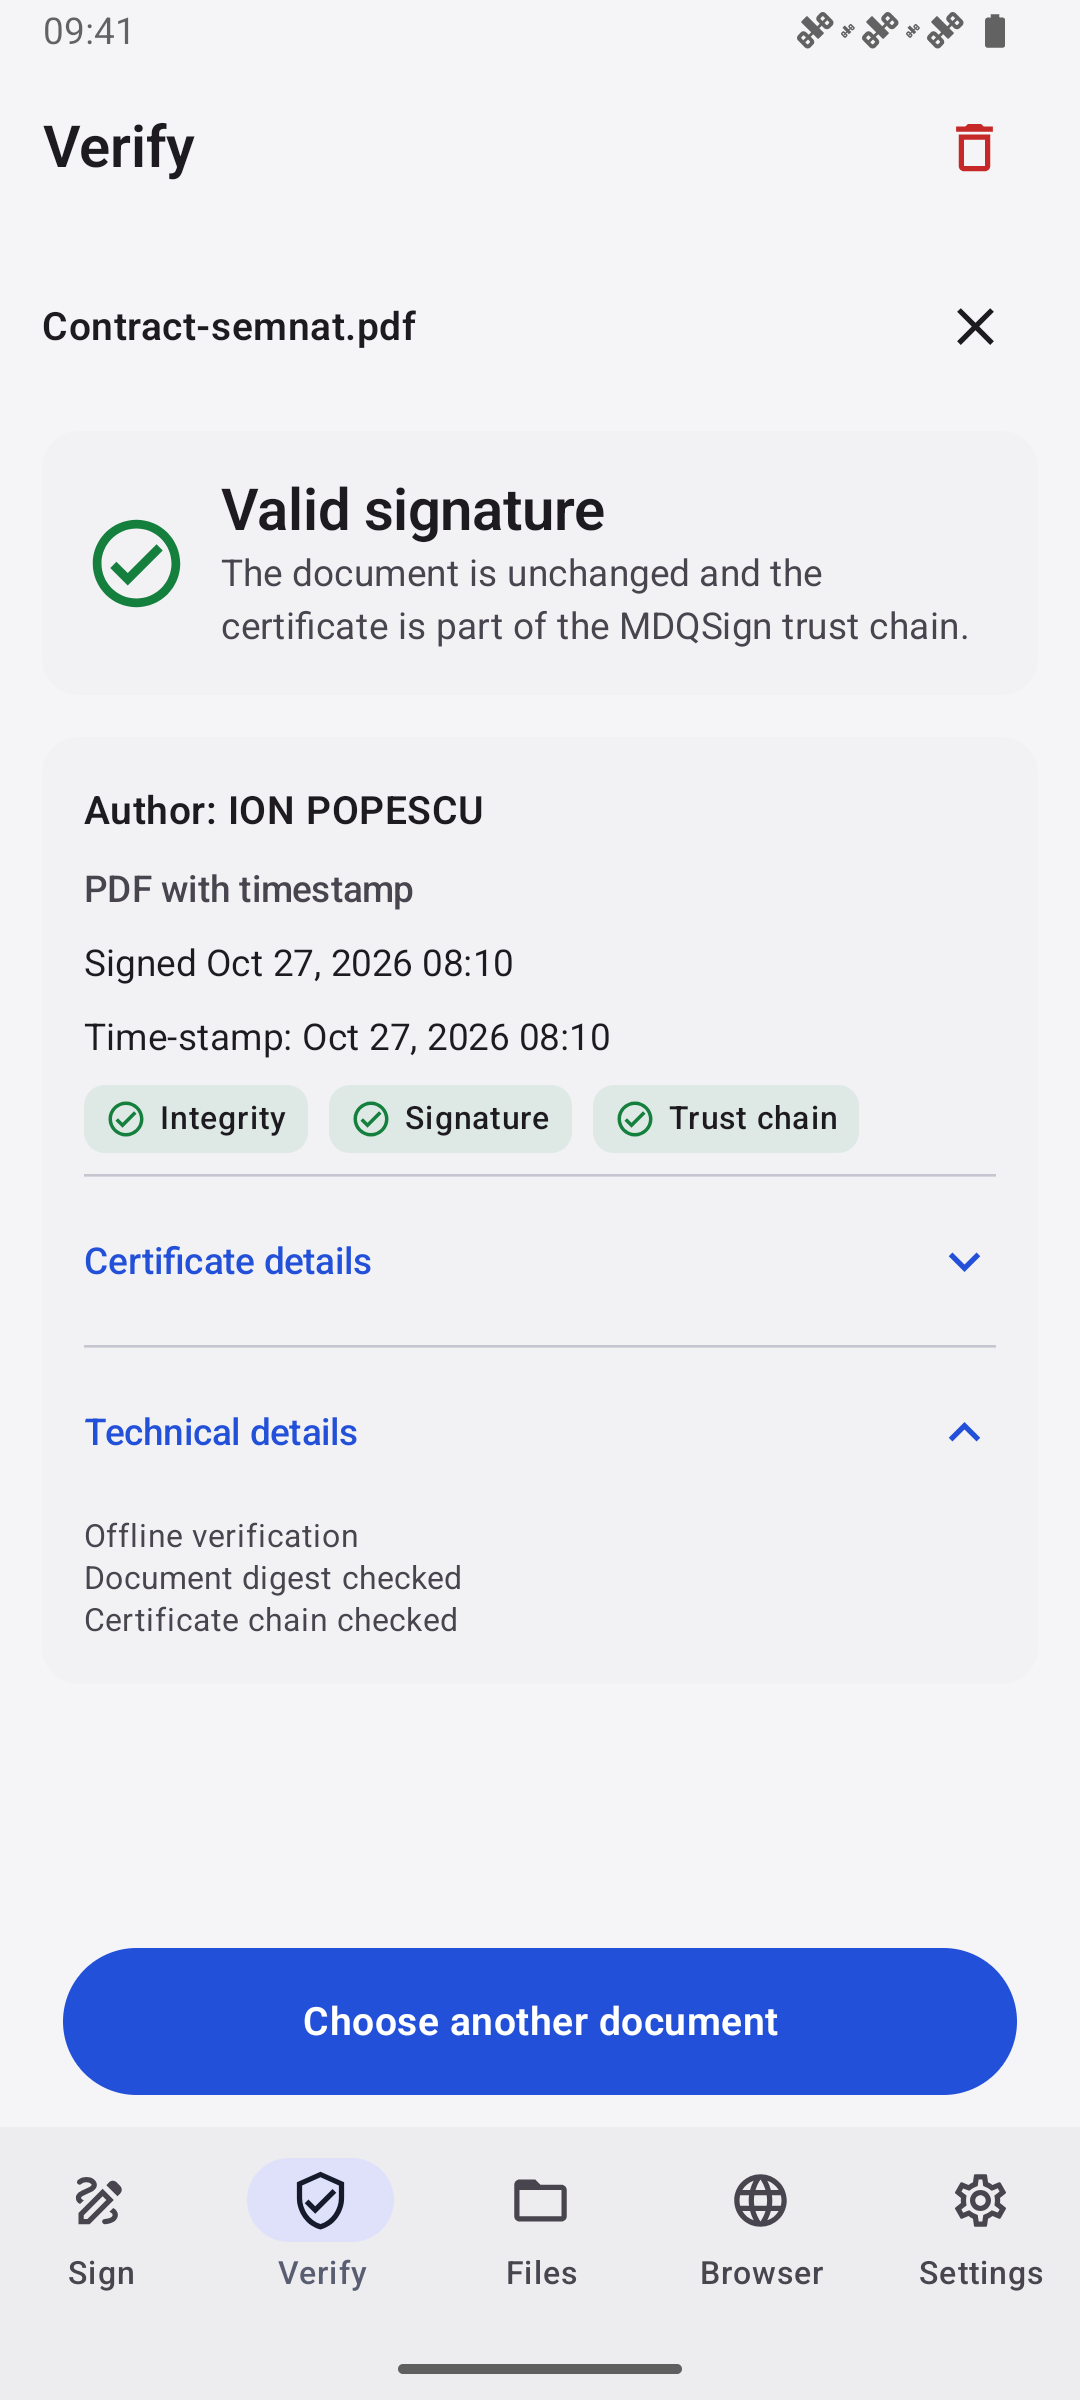 09:41
Verify
Contract-semnat.pdf
Valid signature
The document is unchanged and the
certificate is part of the MDQSign trust chain.
Author: ION POPESCU
PDF with timestamp
Signed Oct 27, 2026 08:10
Time-stamp: Oct 27, 2026 08:10
Integrity Signature Trust chain
Certificate details
Technical details
Offline verification
Document digest checked
Certificate chain checked
Choose another document
Sign Verify Files Browser Settings